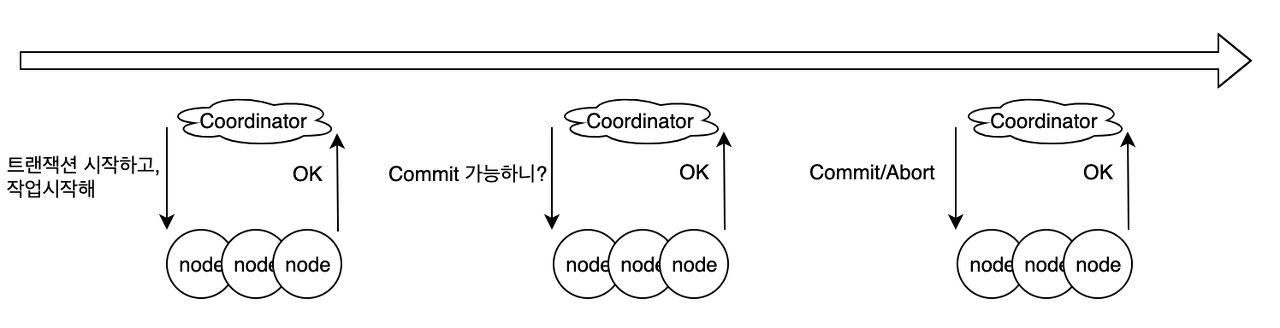 Coordinator
트랜잭션 시작하고,
작업시작해
OK
node
node
node
Coordinator
Commit 가능하니?
OK
node
node
node
Coordinator
Commit/Abort
OK
node
node
node